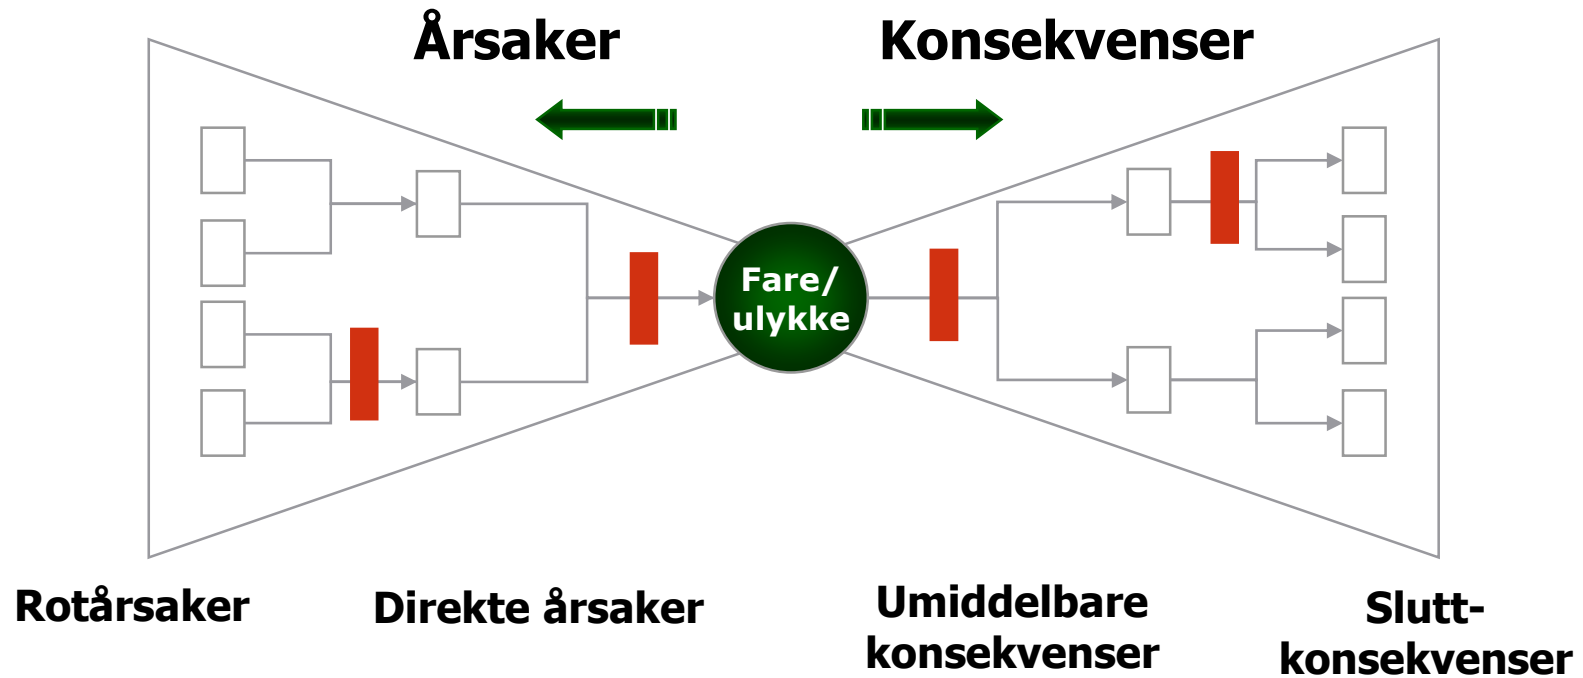 Årsaker
Konsekvenser
Fare/
ulykke
Rotårsaker
Direkte årsaker
Umiddelbare
konsekvenser
Slutt-
konsekvenser